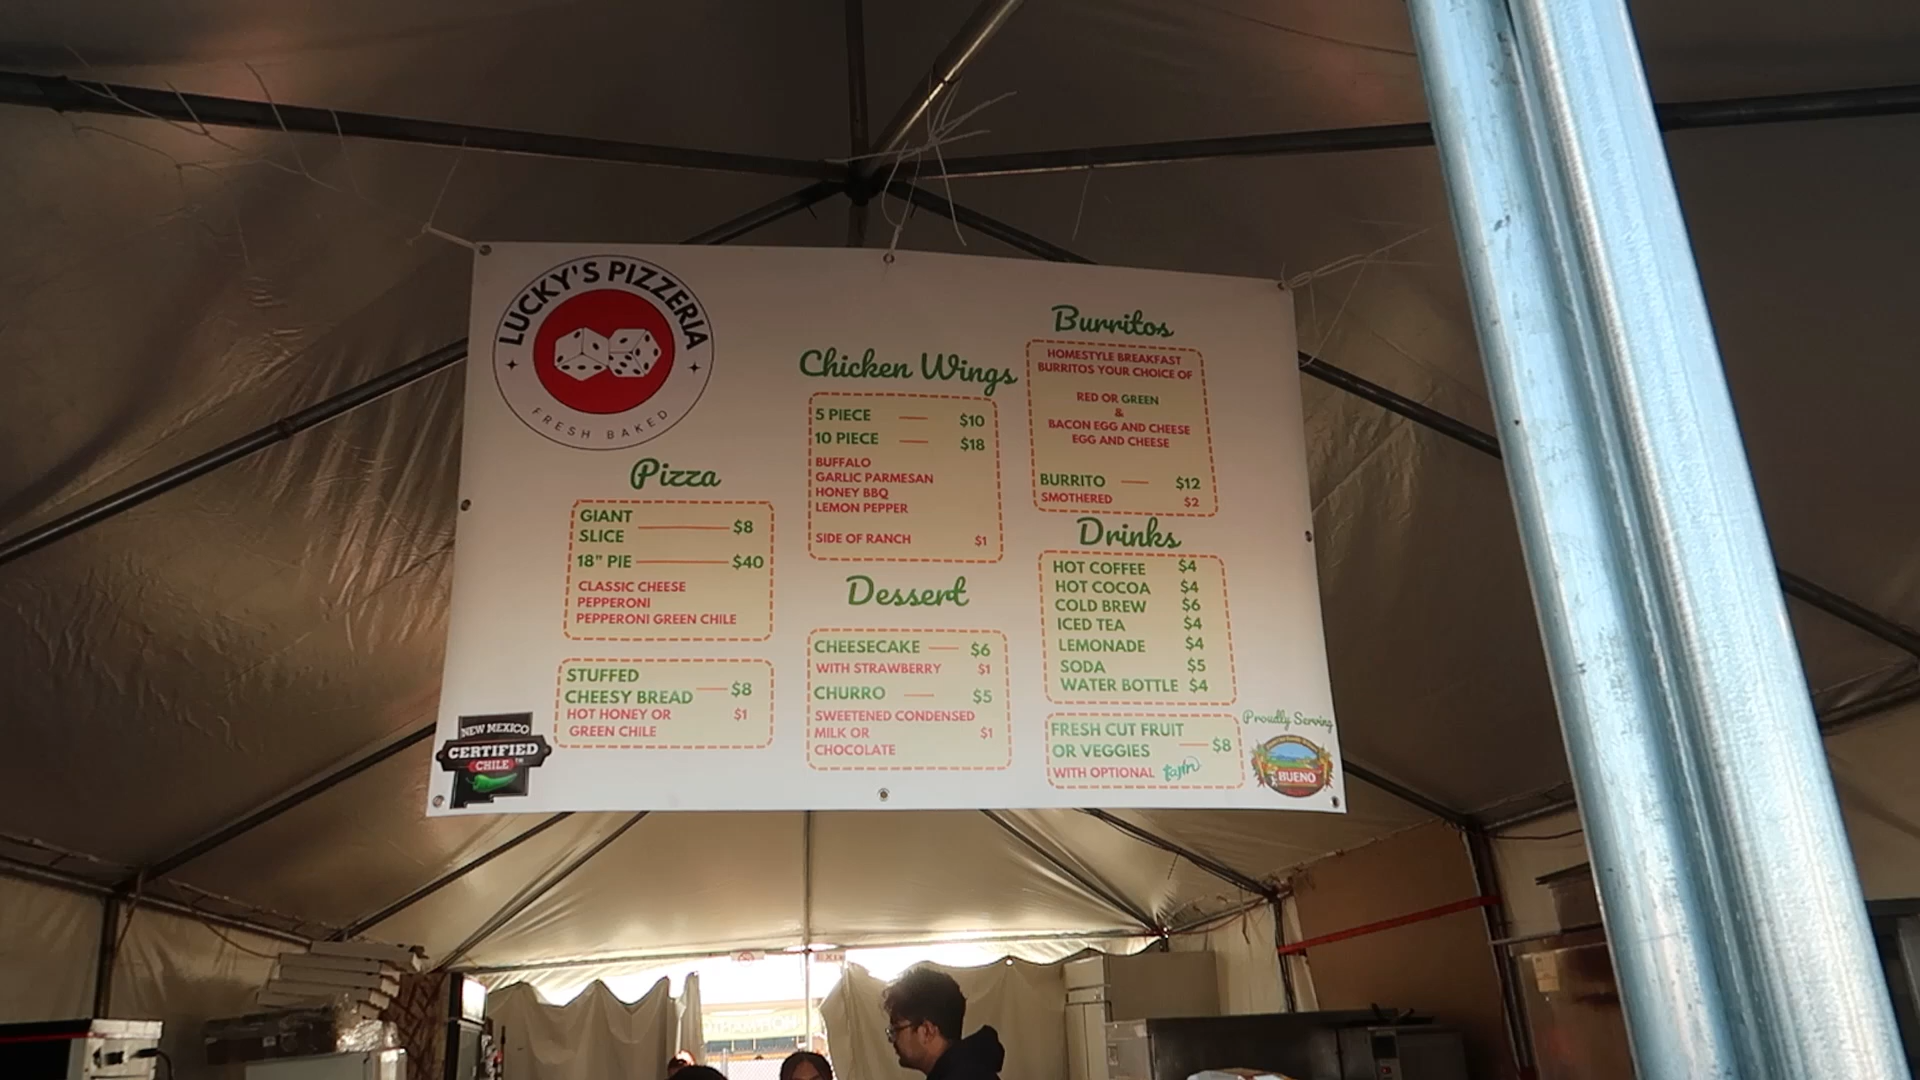 LUCKY'S PIZZERIA
FRESH BAKED
Pizza
GIANT
SLICE $8
18" PIE $40
CLASSIC CHEESE
PEPPERONI
PEPPERONI GREEN CHILE
STUFFED
CHEESY BREAD $8
HOT HONEY OR $1
GREEN CHILE
NEW MEXICO
CERTIFIED
CHILE™
Chicken Wings
5 PIECE $10
10 PIECE $18
BUFFALO
GARLIC PARMESAN
HONEY BBQ
LEMON PEPPER
SIDE OF RANCH $1
Dessert
CHEESECAKE $6
WITH STRAWBERRY $1
CHURRO $5
SWEETENED CONDENSED
MILK OR $1
CHOCOLATE
Burritos
HOMESTYLE BREAKFAST
BURRITOS YOUR CHOICE OF
RED OR GREEN
&
BACON EGG AND CHEESE
EGG AND CHEESE
BURRITO $12
SMOTHERED $2
Drinks
HOT COFFEE $4
HOT COCOA $4
COLD BREW $6
ICED TEA $4
LEMONADE $4
SODA $5
WATER BOTTLE $4
FRESH CUT FRUIT
OR VEGGIES $8
WITH OPTIONAL Tajín
Proudly Serving
BUENO
EXIT